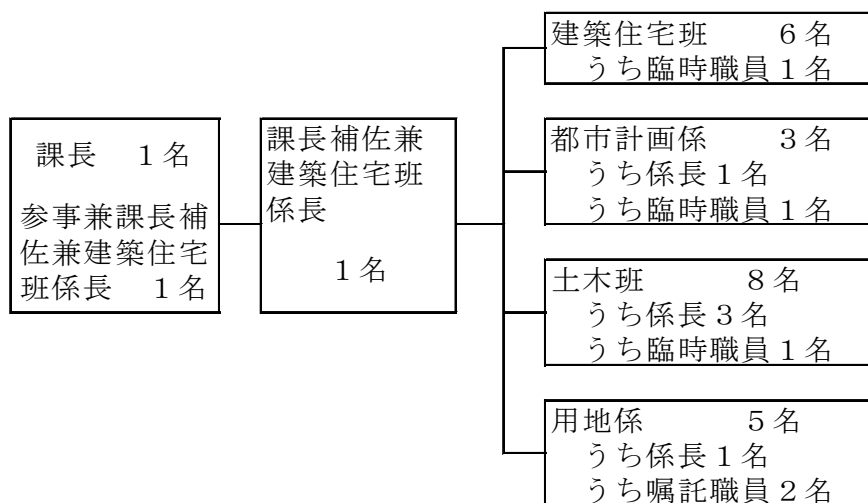 課長　１名
参事兼課長補
佐兼建築住宅
班係長　１名
課長補佐兼
建築住宅班
係長
１名
建築住宅班　　６名
うち臨時職員１名
都市計画係　　３名
うち係長１名
うち臨時職員１名
土木班　　　８名
うち係長３名
うち臨時職員１名
用地係　　　５名
うち係長１名
うち嘱託職員２名